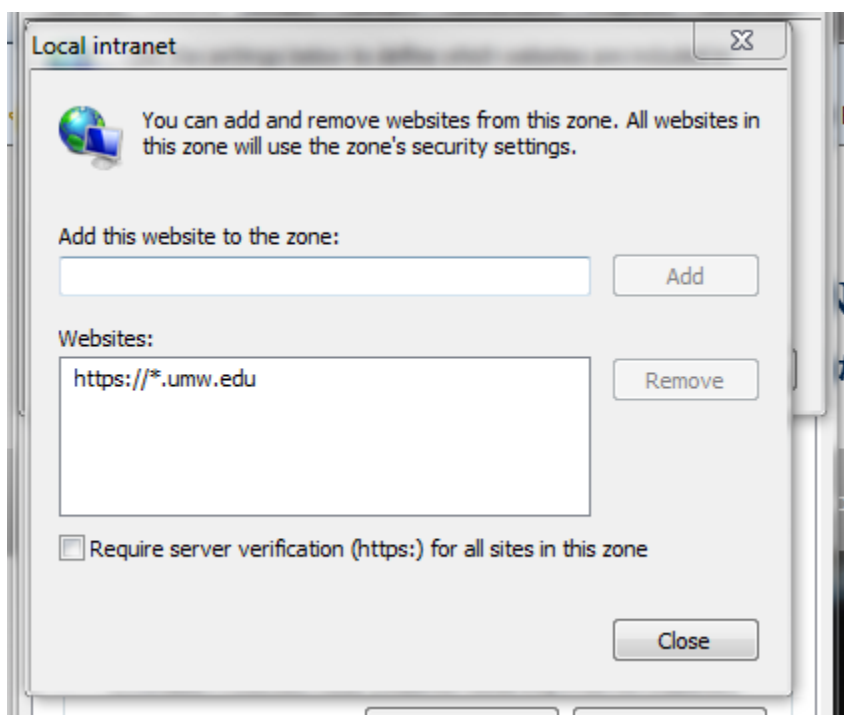 Local intranet
You can add and remove websites from this zone. All websites in
this zone will use the zone's security settings.
Add this website to the zone:
Add
Websites:
https://*.umw.edu
Remove
Require server verification (https:) for all sites in this zone
Close